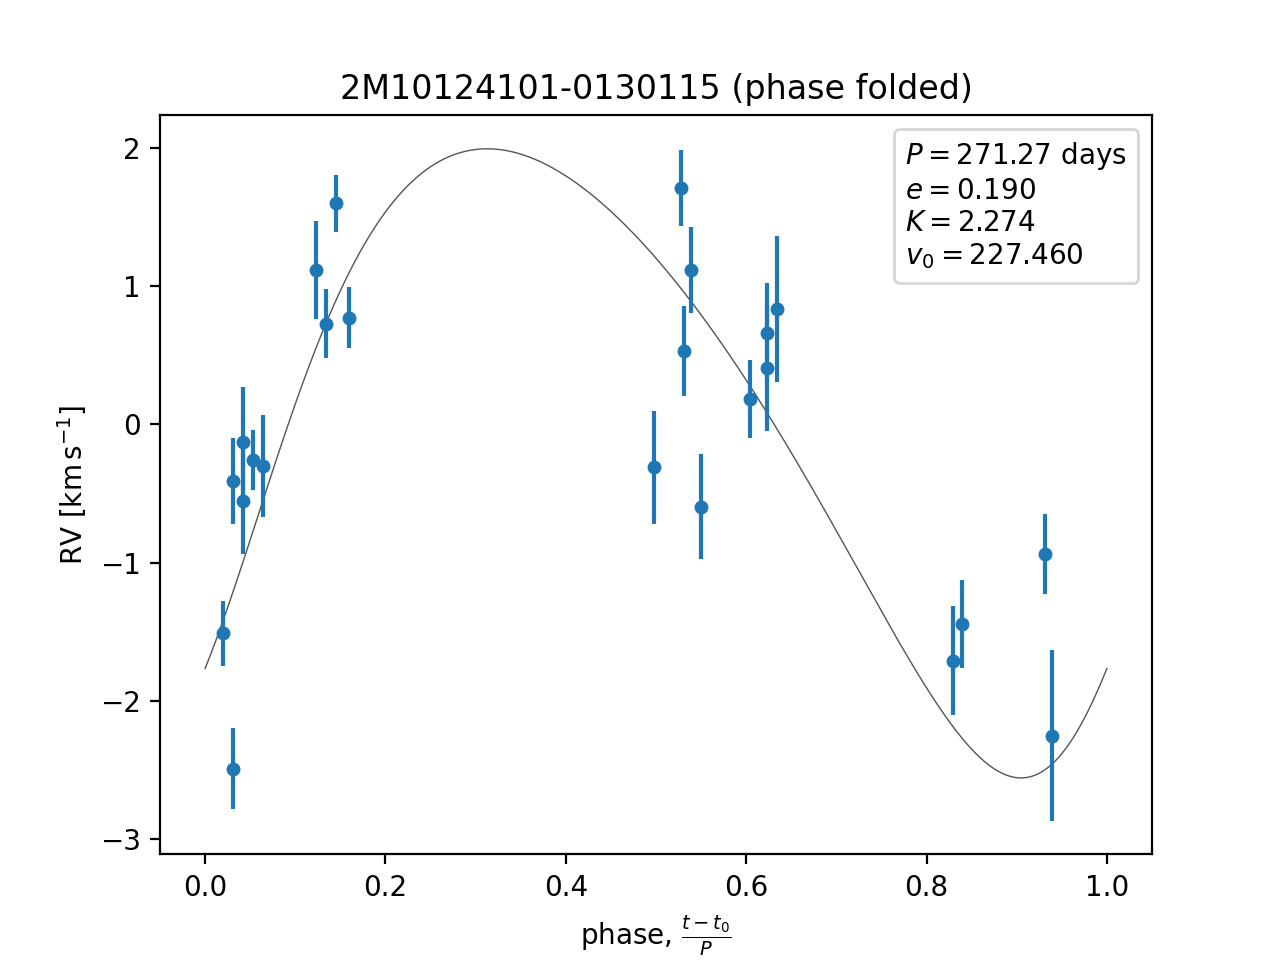 2M10124101-0130115 (phase folded)
P = 271.27 days
e = 0.190
K = 2.274
v₀ = 227.460
2
1
0
−1
−2
−3
RV [km s⁻¹]
0.0 0.2 0.4 0.6 0.8 1.0
phase, (t − t₀)/P